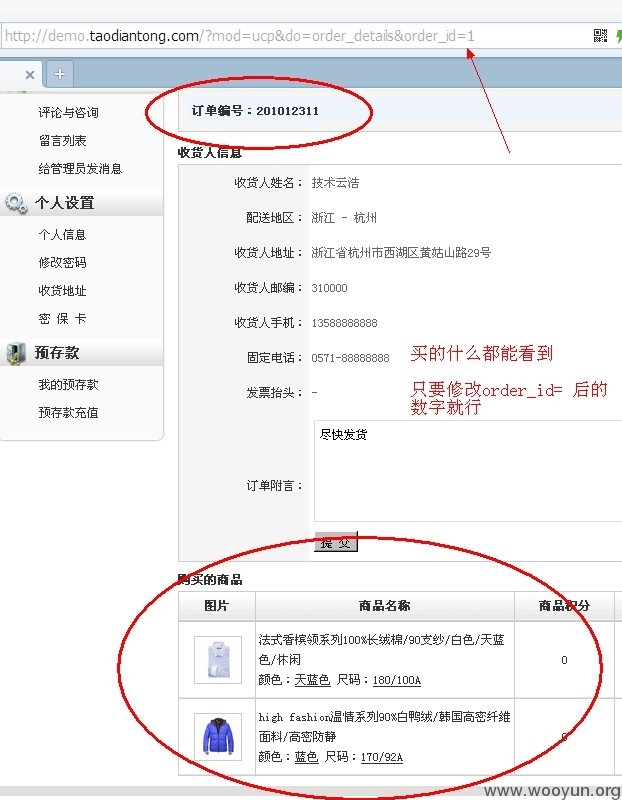 http://demo.taodiantong.com/?mod=ucp&do=order_details&order_id=1
评论与咨询
留言列表
给管理员发消息
个人设置
个人信息
修改密码
收货地址
密 保 卡
预存款
我的预存款
预存款充值
订单编号：201012311
收货人信息
收货人姓名： 技术云浩
配送地区： 浙江 - 杭州
收货人地址： 浙江省杭州市西湖区黄姑山路29号
收货人邮编： 310000
收货人手机： 13588888888
固定电话： 0571-88888888
发票抬头： -
买的什么都能看到
只要修改order_id= 后的
数字就行
订单附言：
尽快发货
提 交
购买的商品
图片 商品名称 商品积分
法式香槟领系列100%长绒棉/90支纱/白色/天蓝
色/休闲
颜色：天蓝色 尺码：180/100A
0
high fashion温情系列90%白鸭绒/韩国高密纤维
面料/高密防静
颜色：蓝色 尺码：170/92A
0
www.wooyun.org